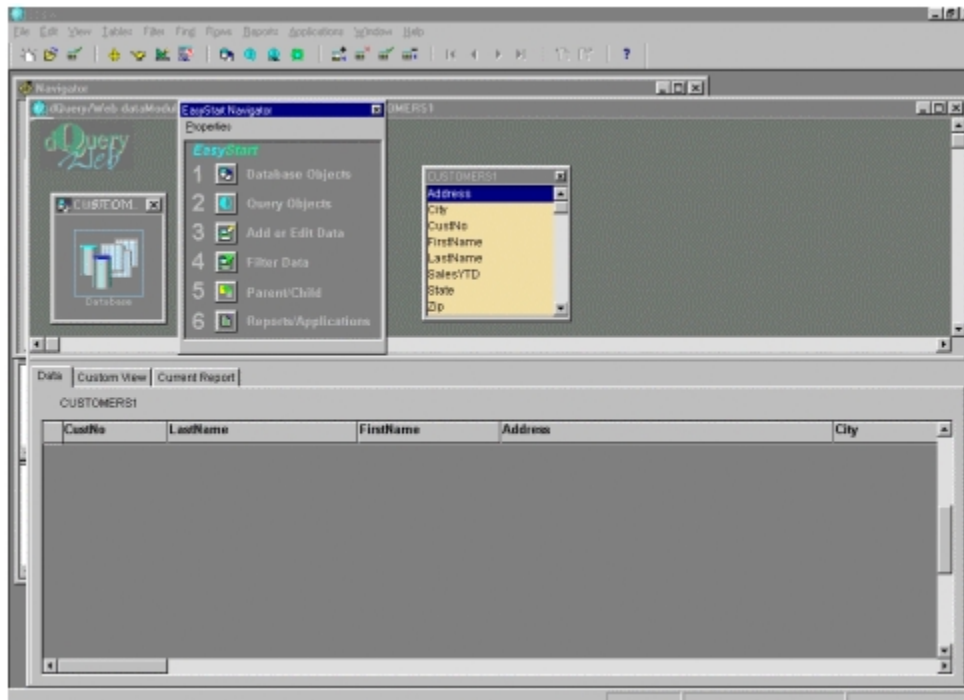 File Edit View Tables Filter Find Rows Reports Applications Window Help
Navigator
dQuery/Web dataModul
OMERS1
EasyStart Navigator
Properties
dQuery
Web
EasyStart
1 Database Objects
2 Query Objects
3 Add or Edit Data
4 Filter Data
5 Parent/Child
6 Reports/Applications
CUSTOM..
Database
CUSTOMERS1
Address
City
CustNo
FirstName
LastName
SalesYTD
State
Zip
Data Custom View Current Report
CUSTOMERS1
CustNo LastName FirstName Address City